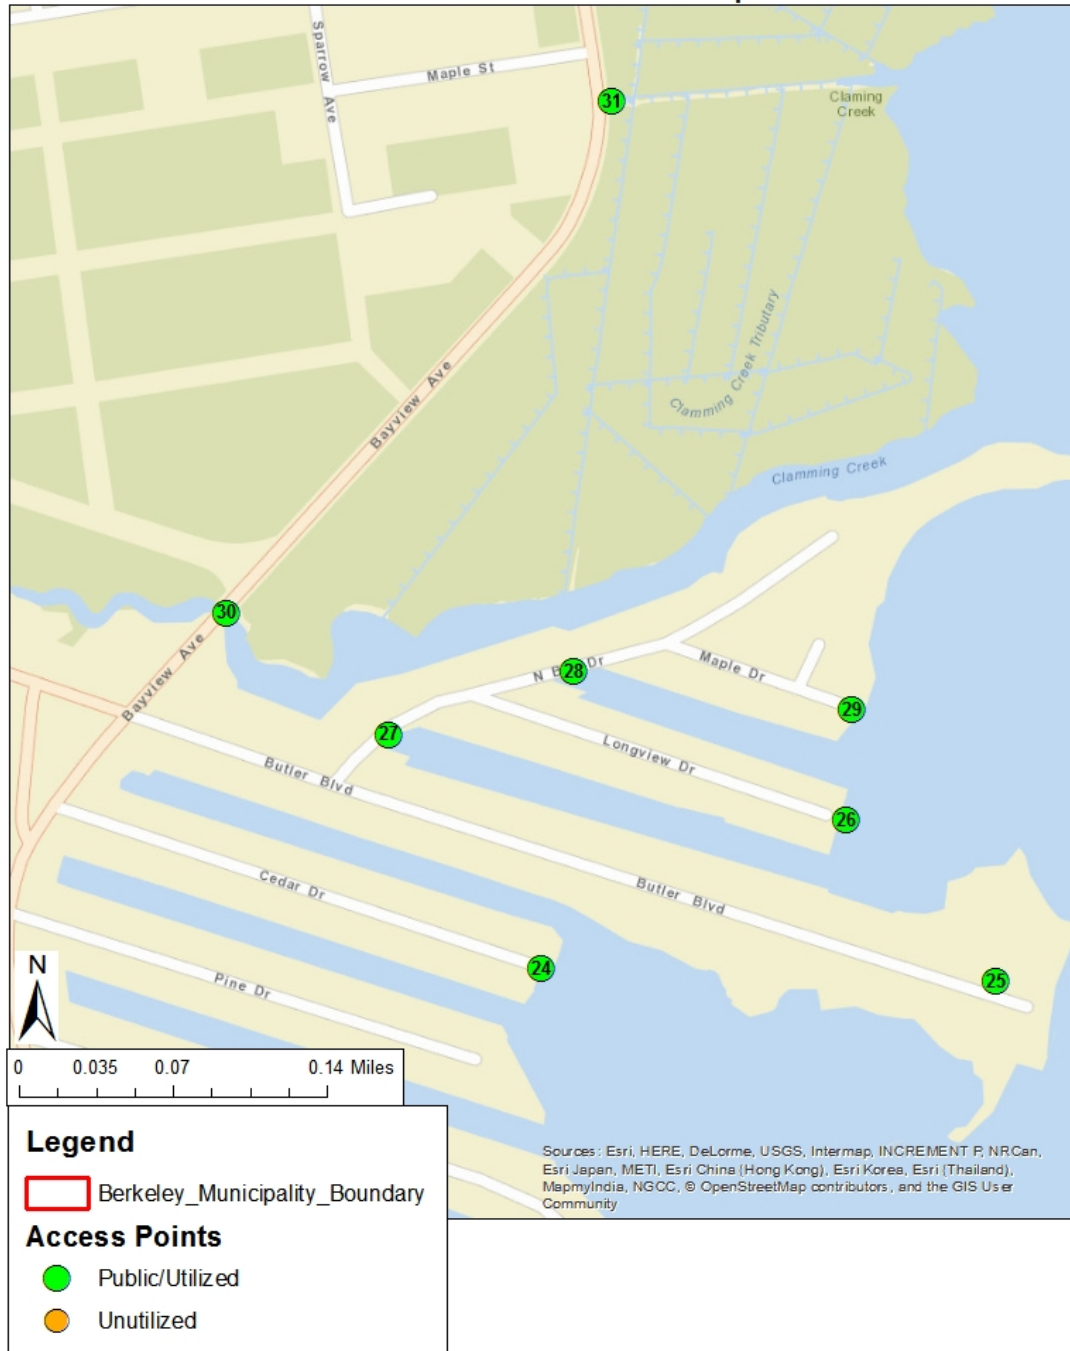 Sparrow Ave
Maple St
31
Claming
Creek
Clamming Creek Tributary
Bayview Ave
Clamming Creek
30
Bayview Ave
28
Dr
Maple Dr
29
27
Longview Dr
Butler Blvd
26
Cedar Dr
Butler Blvd
24
25
Pine Dr
N
0 0.035 0.07 0.14 Miles
Legend
Berkeley_Municipality_Boundary
Access Points
Public/Utilized
Unutilized
Sources: Esri, HERE, DeLorme, USGS, Intermap, INCREMENT P, NRCan,
Esri Japan, METI, Esri China (Hong Kong), Esri Korea, Esri (Thailand),
MapmyIndia, NGCC, © OpenStreetMap contributors, and the GIS User
Community